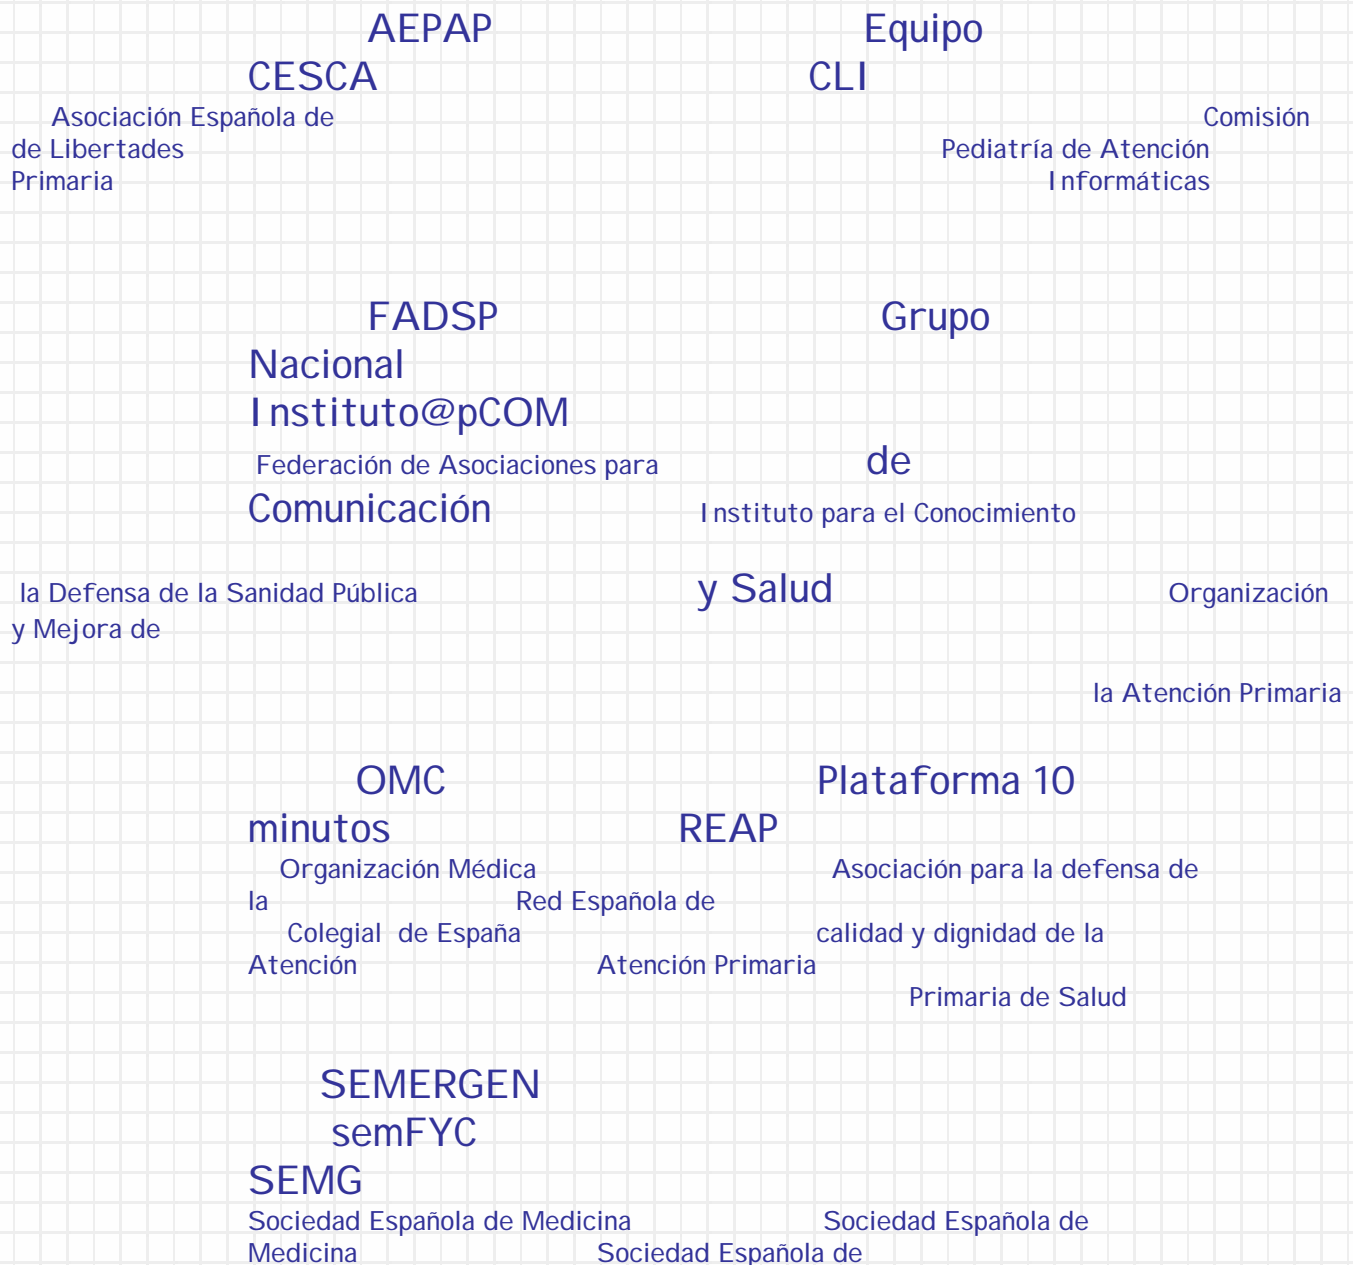 AEPAP Equipo
CESCA CLI
Asociación Española de Comisión
de Libertades Pediatría de Atención
Primaria Informáticas
FADSP Grupo
Nacional
Instituto@pCOM
Federación de Asociaciones para de
Comunicación Instituto para el Conocimiento
la Defensa de la Sanidad Pública y Salud Organización
y Mejora de
la Atención Primaria
OMC Plataforma 10
minutos REAP
Organización Médica Asociación para la defensa de
la Red Española de
Colegial de España calidad y dignidad de la
Atención Atención Primaria
Primaria de Salud
SEMERGEN
semFYC
SEMG
Sociedad Española de Medicina Sociedad Española de
Medicina Sociedad Española de